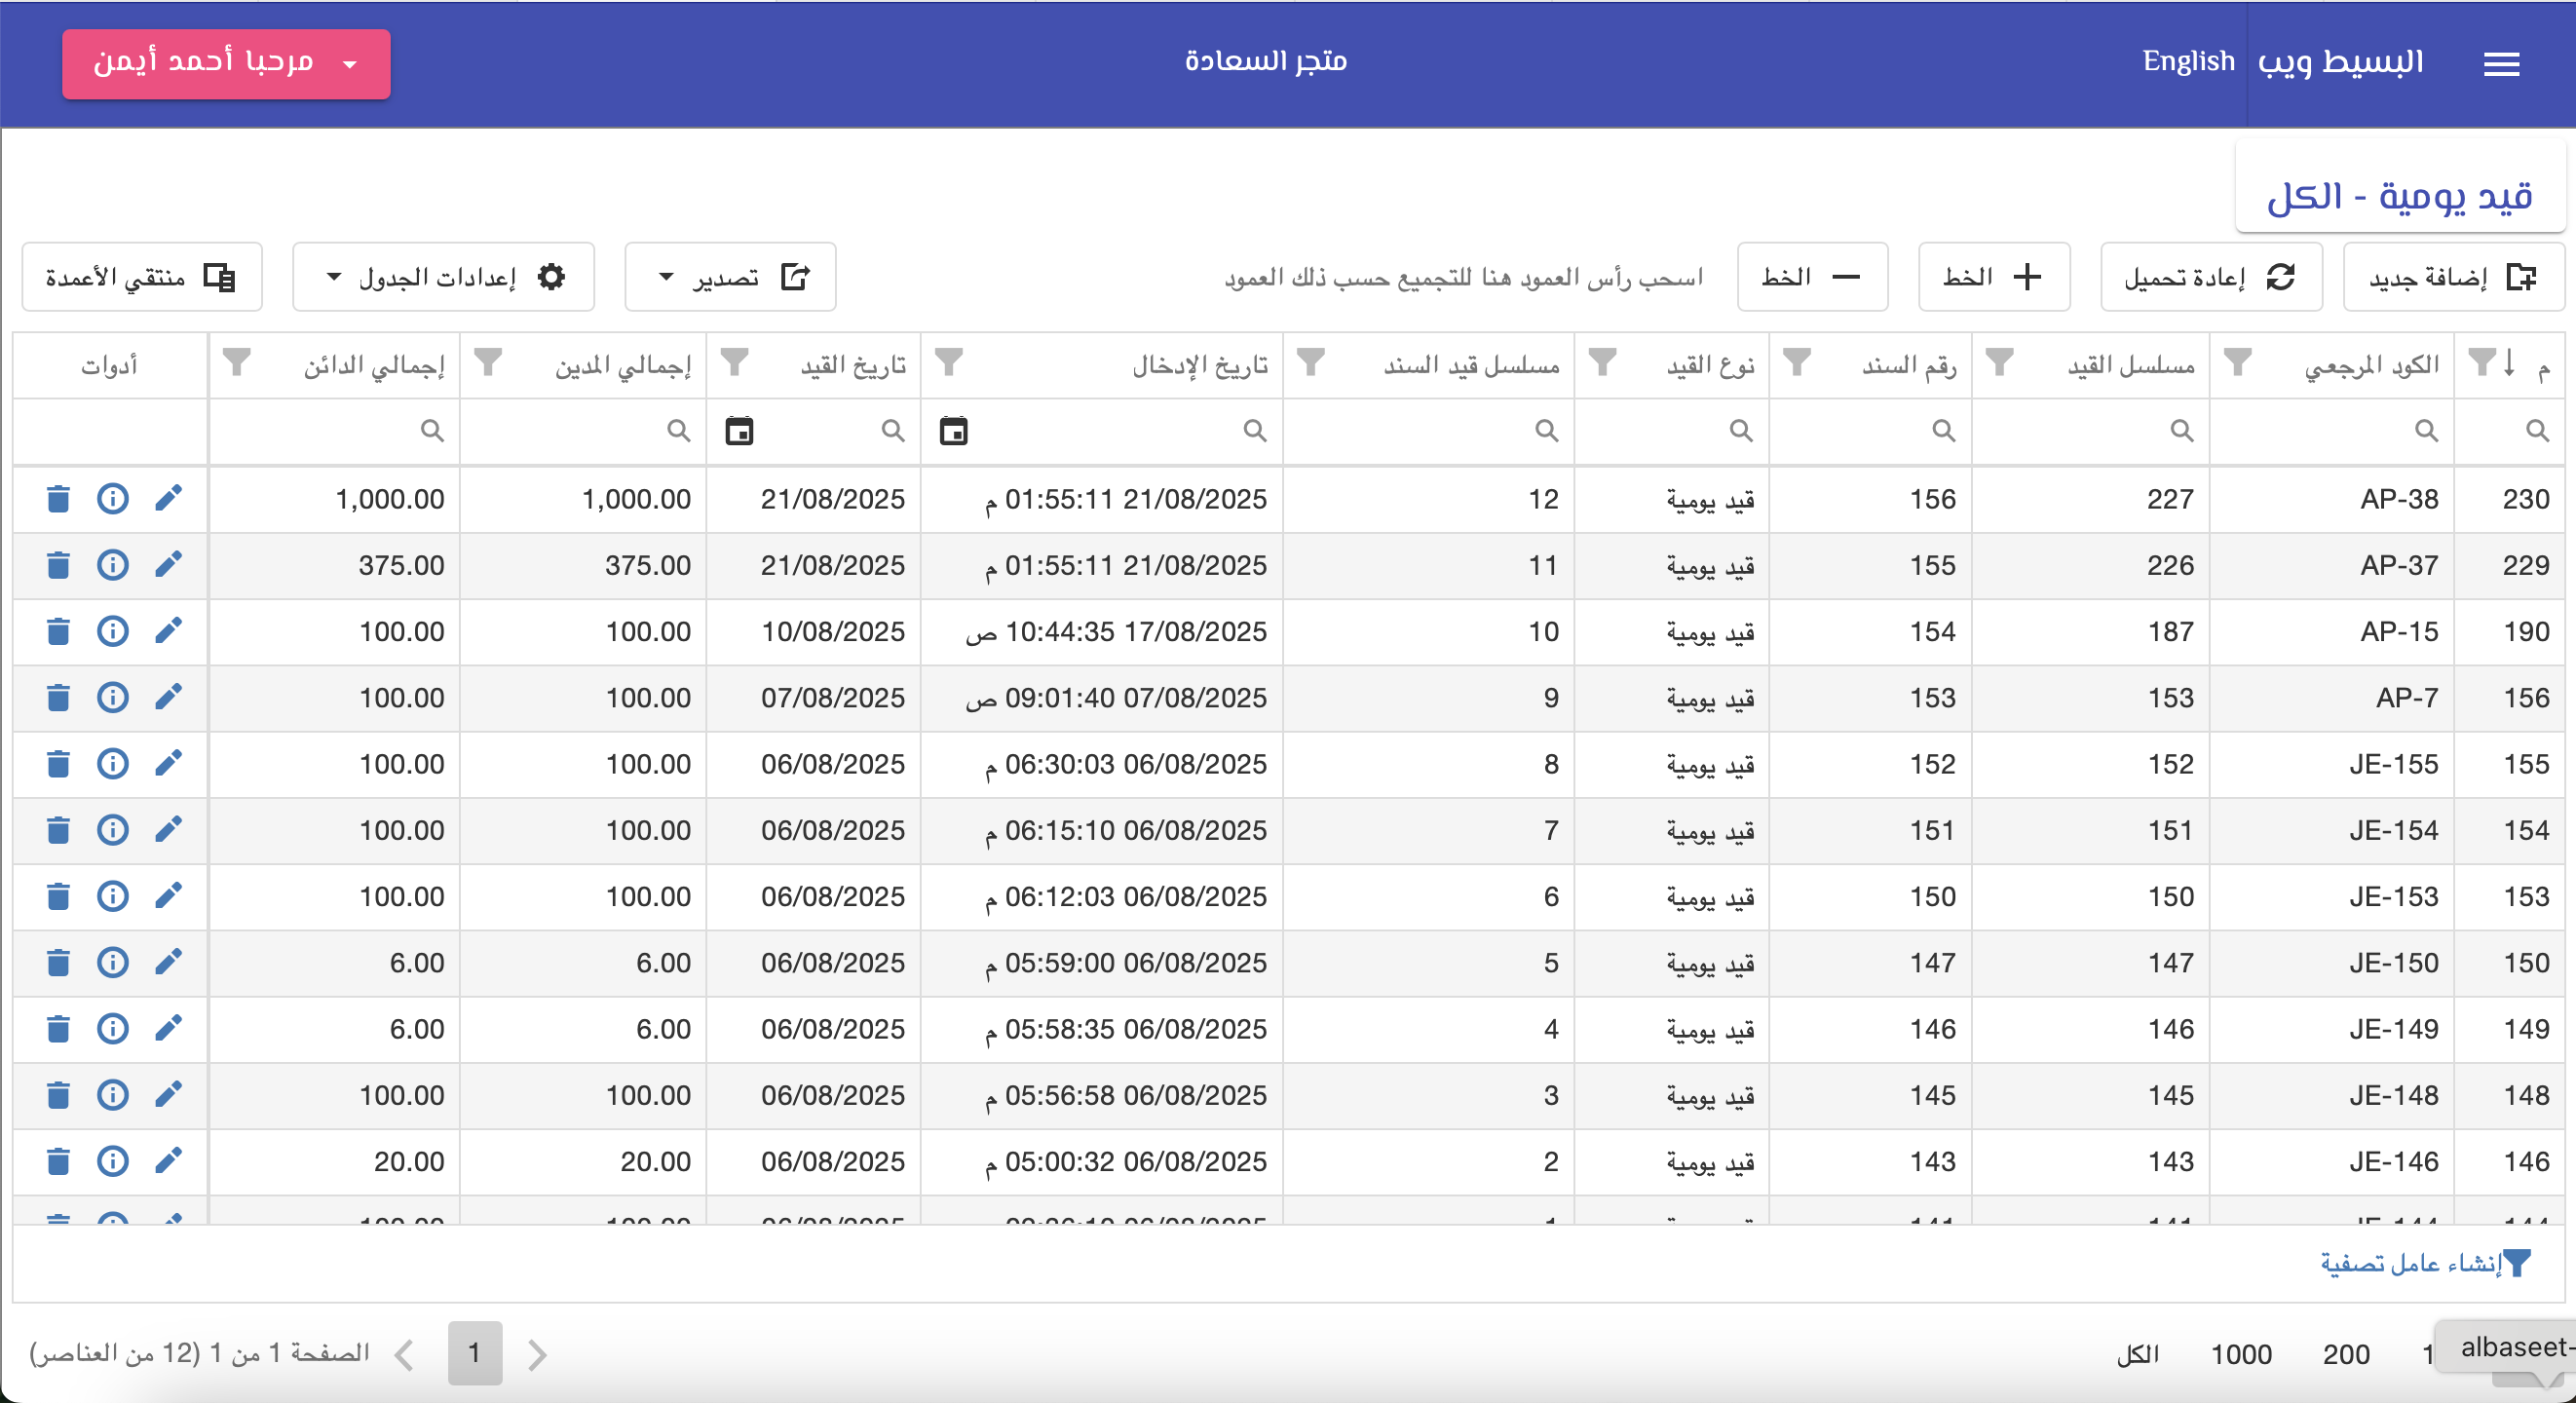 البسيط ويب English متجر السعادة مرحبا أحمد أيمن
قيد يومية - الكل
إضافة جديد إعادة تحميل الخط الخط اسحب رأس العمود هنا للتجميع حسب ذلك العمود تصدير إعدادات الجدول منتقي الأعمدة
م الكود المرجعي مسلسل القيد رقم السند نوع القيد مسلسل قيد السند تاريخ الإدخال تاريخ القيد إجمالي المدين إجمالي الدائن أدوات
230 AP-38 227 156 قيد يومية 12 21/08/2025 01:55:11 م 21/08/2025 1,000.00 1,000.00
229 AP-37 226 155 قيد يومية 11 21/08/2025 01:55:11 م 21/08/2025 375.00 375.00
190 AP-15 187 154 قيد يومية 10 17/08/2025 10:44:35 ص 10/08/2025 100.00 100.00
156 AP-7 153 153 قيد يومية 9 07/08/2025 09:01:40 ص 07/08/2025 100.00 100.00
155 JE-155 152 152 قيد يومية 8 06/08/2025 06:30:03 م 06/08/2025 100.00 100.00
154 JE-154 151 151 قيد يومية 7 06/08/2025 06:15:10 م 06/08/2025 100.00 100.00
153 JE-153 150 150 قيد يومية 6 06/08/2025 06:12:03 م 06/08/2025 100.00 100.00
150 JE-150 147 147 قيد يومية 5 06/08/2025 05:59:00 م 06/08/2025 6.00 6.00
149 JE-149 146 146 قيد يومية 4 06/08/2025 05:58:35 م 06/08/2025 6.00 6.00
148 JE-148 145 145 قيد يومية 3 06/08/2025 05:56:58 م 06/08/2025 100.00 100.00
146 JE-146 143 143 قيد يومية 2 06/08/2025 05:00:32 م 06/08/2025 20.00 20.00
إنشاء عامل تصفية
albaseet- 200 1000 الكل 1 الصفحة 1 من 1 (12 من العناصر)